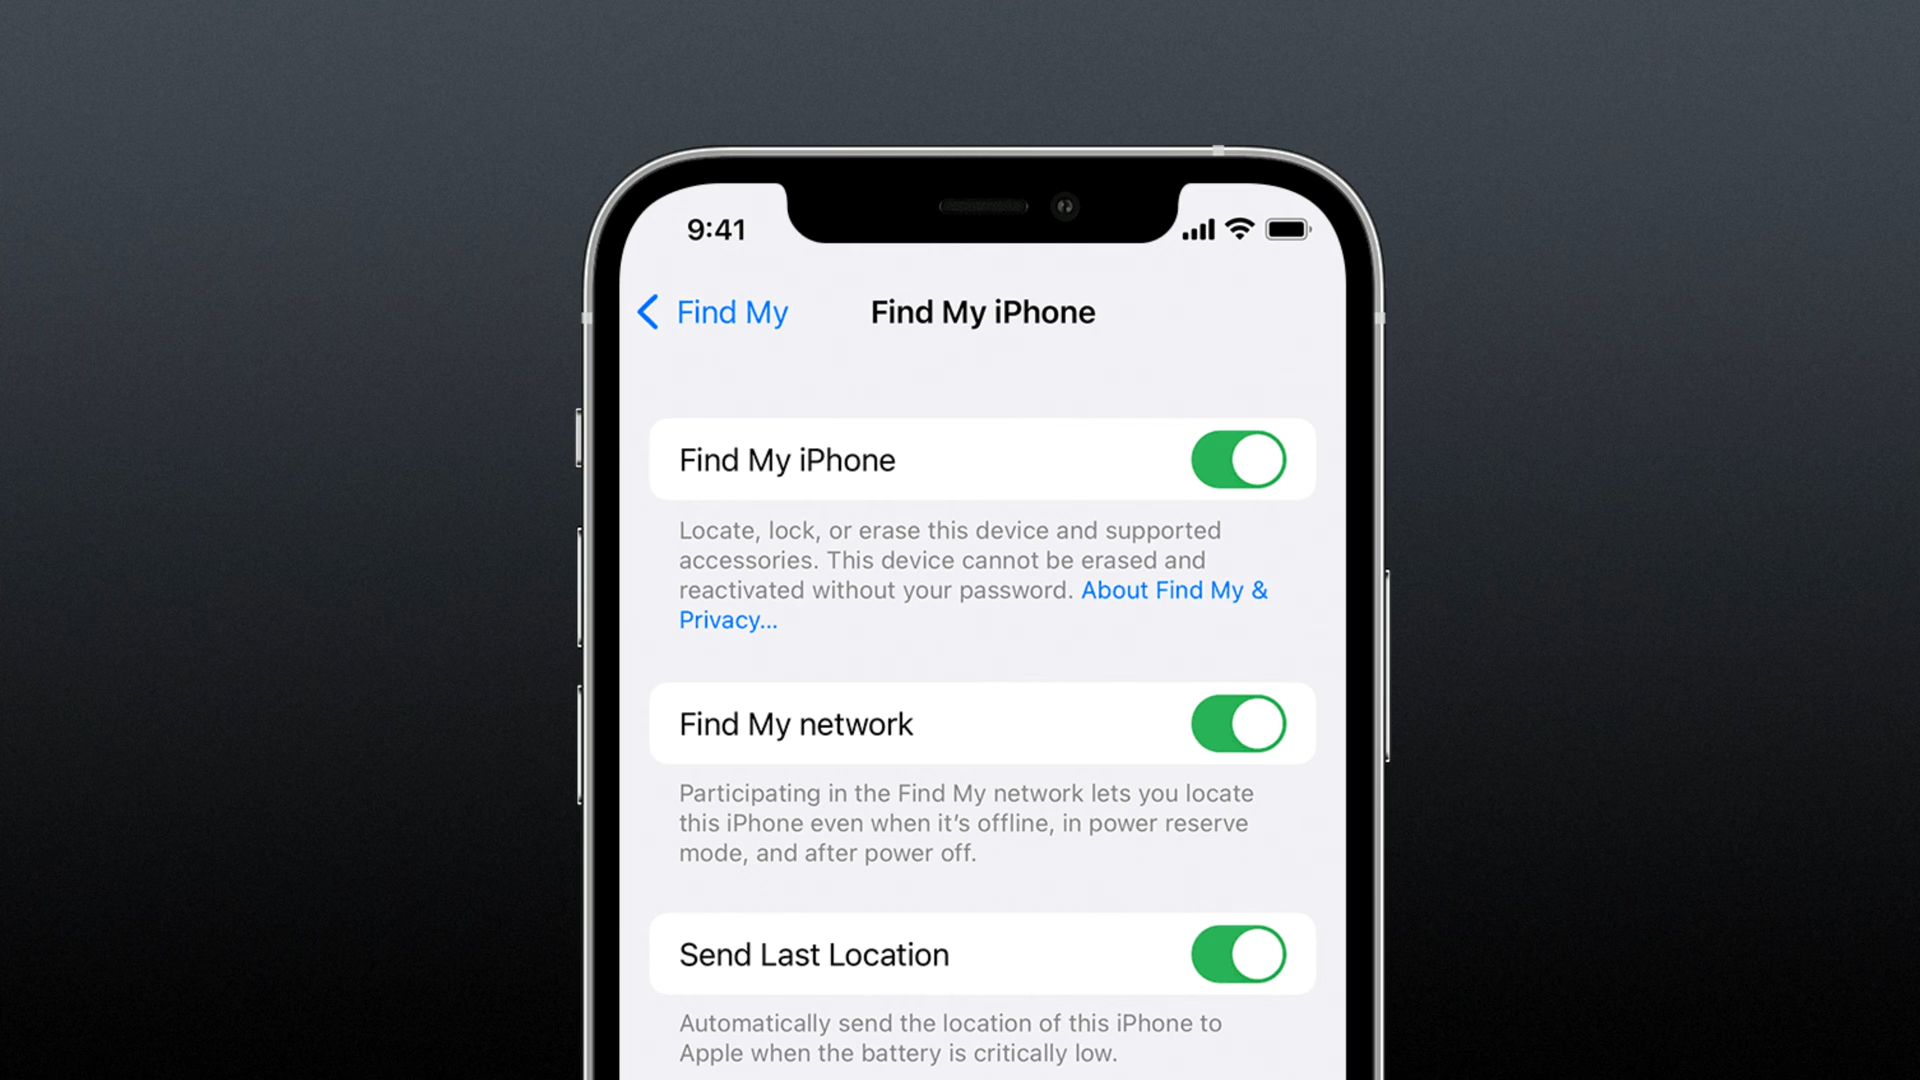 9:41
Find My
Find My iPhone
Find My iPhone
Locate, lock, or erase this device and supported
accessories. This device cannot be erased and
reactivated without your password. About Find My &
Privacy...
Find My network
Participating in the Find My network lets you locate
this iPhone even when it’s offline, in power reserve
mode, and after power off.
Send Last Location
Automatically send the location of this iPhone to
Apple when the battery is critically low.